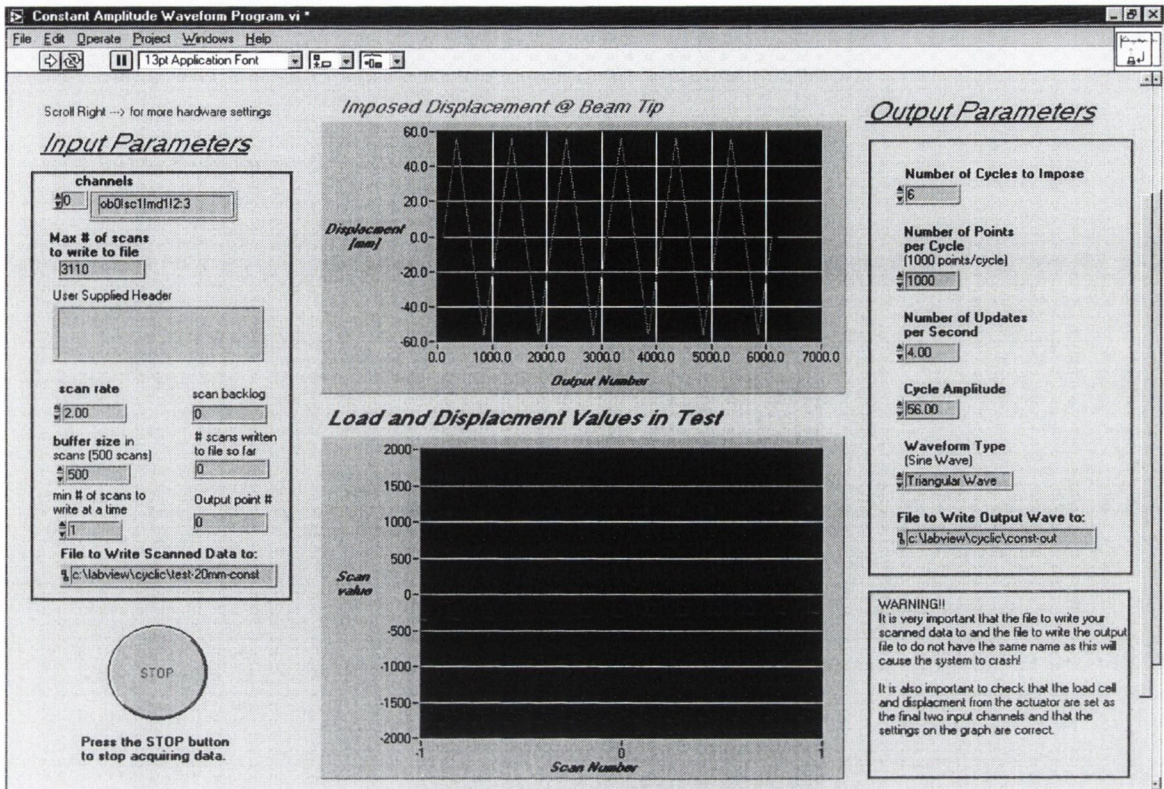 Constant Amplitude Waveform Program.vi *
File Edit Operate Project Windows Help
13pt Application Font
Scroll Right ---> for more hardware settings
Input Parameters
channels
0
ob0!sc1!md1!2:3
Max # of scans
to write to file
3110
User Supplied Header
scan rate
2.00
scan backlog
0
buffer size in
scans (500 scans)
500
# scans written
to file so far
0
min # of scans to
write at a time
1
Output point #
0
File to Write Scanned Data to:
c:\labview\cyclic\test-20mm-const
STOP
Press the STOP button
to stop acquiring data.
Imposed Displacement @ Beam Tip
Displacment
[mm]
60.0
40.0
20.0
0.0
-20.0
-40.0
-60.0
0.0 1000.0 2000.0 3000.0 4000.0 5000.0 6000.0 7000.0
Output Number
Load and Displacment Values in Test
Scan
value
2000
1500
1000
500
0
-500
-1000
-1500
-2000
-1 0 1
Scan Number
Output Parameters
Number of Cycles to Impose
6
Number of Points
per Cycle
(1000 points/cycle)
1000
Number of Updates
per Second
4.00
Cycle Amplitude
56.00
Waveform Type
(Sine Wave)
Triangular Wave
File to Write Output Wave to:
c:\labview\cyclic\const-out
WARNING!!
It is very important that the file to write your
scanned data to and the file to write the output
file to do not have the same name as this will
cause the system to crash!
It is also important to check that the load cell
and displacment from the actuator are set as
the final two input channels and that the
settings on the graph are correct.